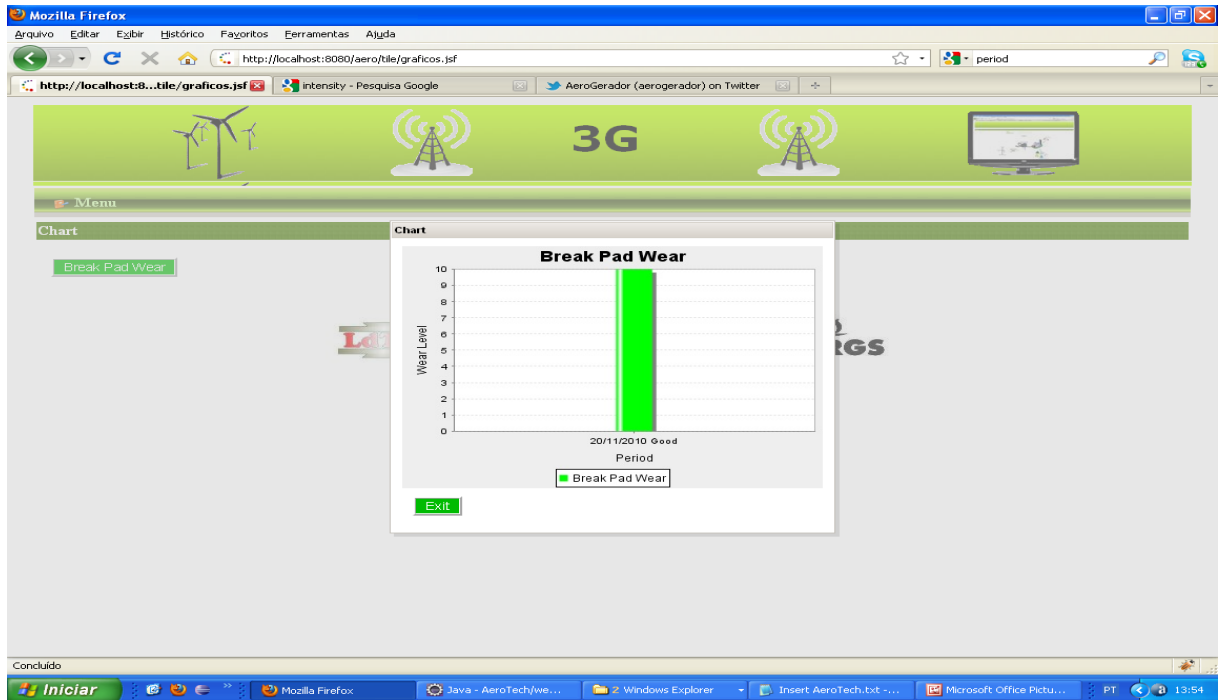 Mozilla Firefox
Arquivo Editar Exibir Histórico Favoritos Ferramentas Ajuda
http://localhost:8080/aero/tile/graficos.jsf
period
http://localhost:8...tile/graficos.jsf
intensity - Pesquisa Google
AeroGerador (aerogerador) on Twitter
3G
Menu
Chart
Break Pad Wear
Chart
Break Pad Wear
10
9
8
7
6
5
4
3
2
1
0
Wear Level
20/11/2010 Good
Period
Break Pad Wear
Exit
RGS
Concluído
Iniciar
Mozilla Firefox
Java - AeroTech/we...
2 Windows Explorer
Insert AeroTech.txt -...
Microsoft Office Pictu...
PT
13:54